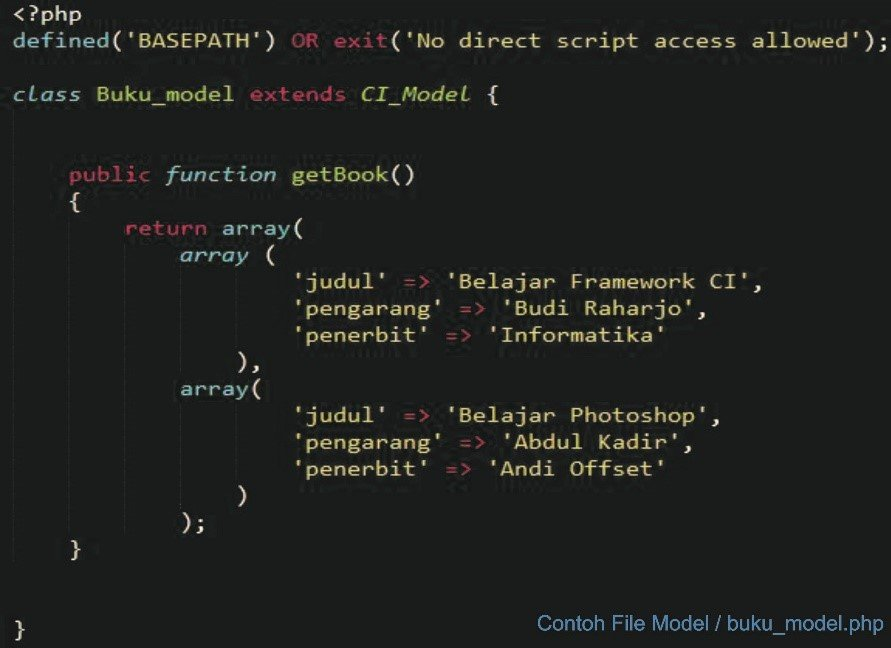 <?php
defined('BASEPATH') OR exit('No direct script access allowed');
class Buku_model extends CI_Model {
public function getBook()
{
return array(
array (
'judul' => 'Belajar Framework CI',
'pengarang' => 'Budi Raharjo',
'penerbit' => 'Informatika'
),
array(
'judul' => 'Belajar Photoshop',
'pengarang' => 'Abdul Kadir',
'penerbit' => 'Andi Offset'
)
);
}
}
Contoh File Model / buku_model.php